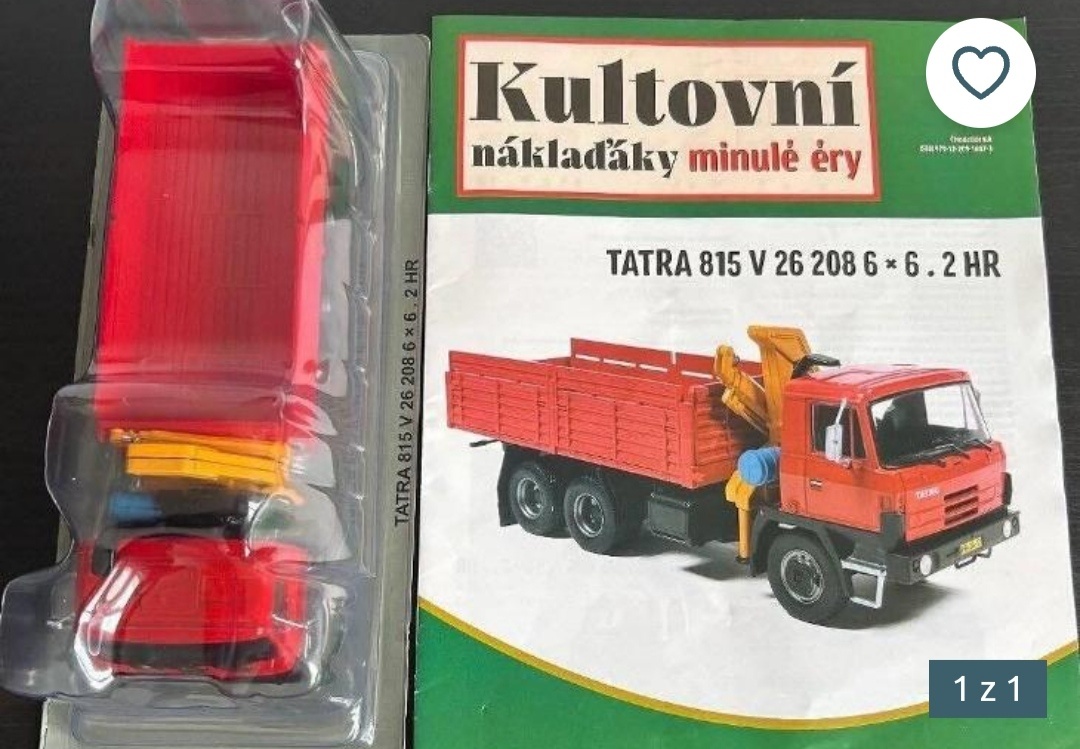 Kultovní
náklaďáky minulé éry
TATRA 815 V 26 208 6 × 6 . 2 HR
TATRA 815 V 26 208 6 × 6 . 2 HR
TATRA
1 z 1